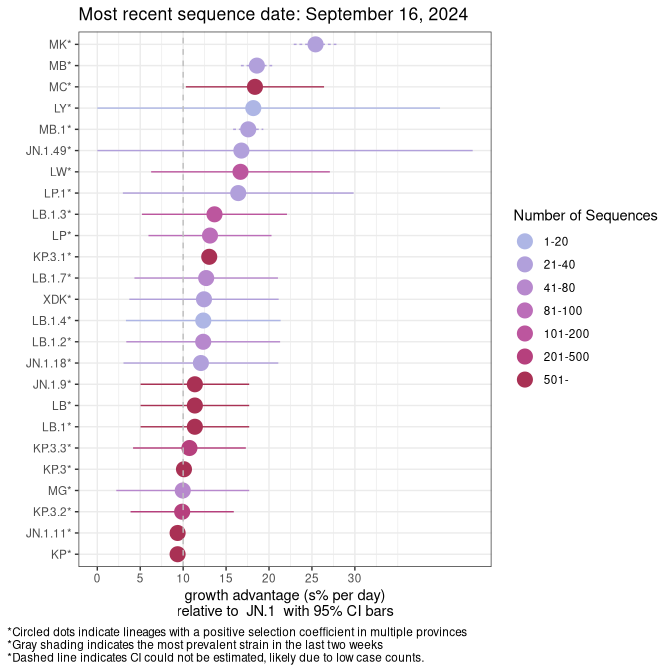 Most recent sequence date: September 16, 2024
MK*
MB*
MC*
LY*
MB.1*
JN.1.49*
LW*
LP.1*
LB.1.3*
LP*
KP.3.1*
LB.1.7*
XDK*
LB.1.4*
LB.1.2*
JN.1.18*
JN.1.9*
LB*
LB.1*
KP.3.3*
KP.3*
MG*
KP.3.2*
JN.1.11*
KP*
0 5 10 15 20 25 30
growth advantage (s% per day)
relative to JN.1 with 95% CI bars
Number of Sequences
1-20
21-40
41-80
81-100
101-200
201-500
501-
*Circled dots indicate lineages with a positive selection coefficient in multiple provinces
*Gray shading indicates the most prevalent strain in the last two weeks
*Dashed line indicates CI could not be estimated, likely due to low case counts.